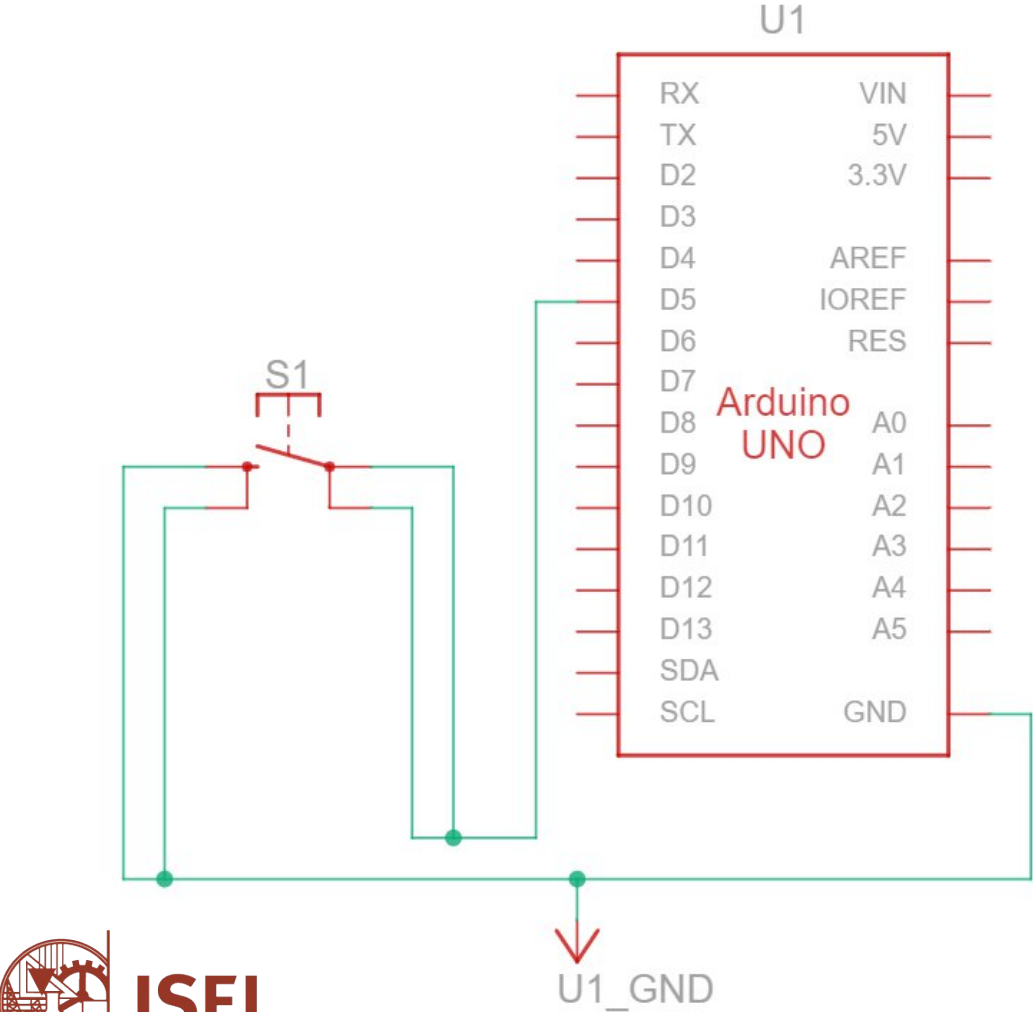 U1
RX VIN
TX 5V
D2 3.3V
D3
D4 AREF
D5 IOREF
D6 RES
S1
D7
Arduino
D8 A0
UNO
D9 A1
D10 A2
D11 A3
D12 A4
D13 A5
SDA
SCL GND
U1_GND